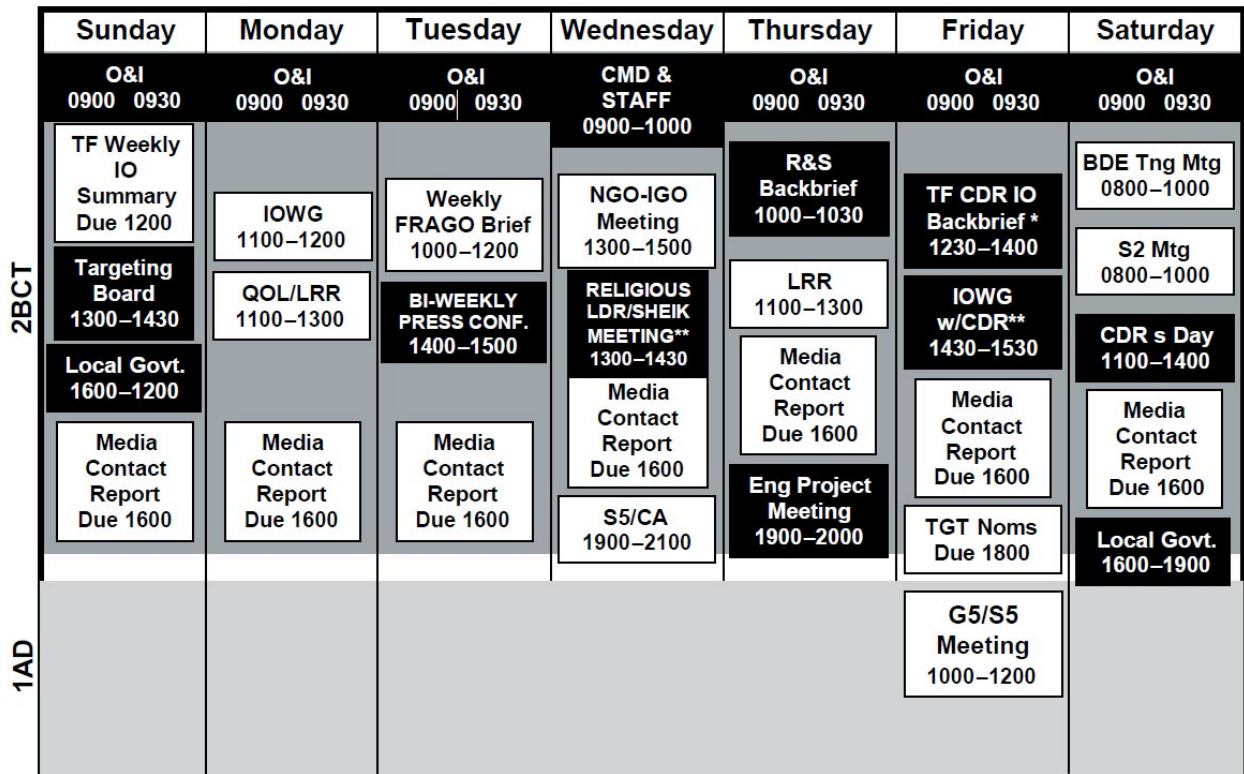 Sunday
Monday
Tuesday
Wednesday
Thursday
Friday
Saturday
2BCT
O&I
0900 0930
TF Weekly
IO
Summary
Due 1200
Targeting
Board
1300–1430
Local Govt.
1600–1200
Media
Contact
Report
Due 1600
O&I
0900 0930
IOWG
1100–1200
QOL/LRR
1100–1300
Media
Contact
Report
Due 1600
O&I
0900 0930
Weekly
FRAGO Brief
1000–1200
BI-WEEKLY
PRESS CONF.
1400–1500
Media
Contact
Report
Due 1600
CMD &
STAFF
0900–1000
NGO-IGO
Meeting
1300–1500
RELIGIOUS
LDR/SHEIK
MEETING**
1300–1430
Media
Contact
Report
Due 1600
S5/CA
1900–2100
O&I
0900 0930
R&S
Backbrief
1000–1030
LRR
1100–1300
Media
Contact
Report
Due 1600
Eng Project
Meeting
1900–2000
O&I
0900 0930
TF CDR IO
Backbrief *
1230–1400
IOWG
w/CDR**
1430–1530
Media
Contact
Report
Due 1600
TGT Noms
Due 1800
O&I
0900 0930
BDE Tng Mtg
0800–1000
S2 Mtg
0800–1000
CDR s Day
1100–1400
Media
Contact
Report
Due 1600
Local Govt.
1600–1900
1AD
G5/S5
Meeting
1000–1200